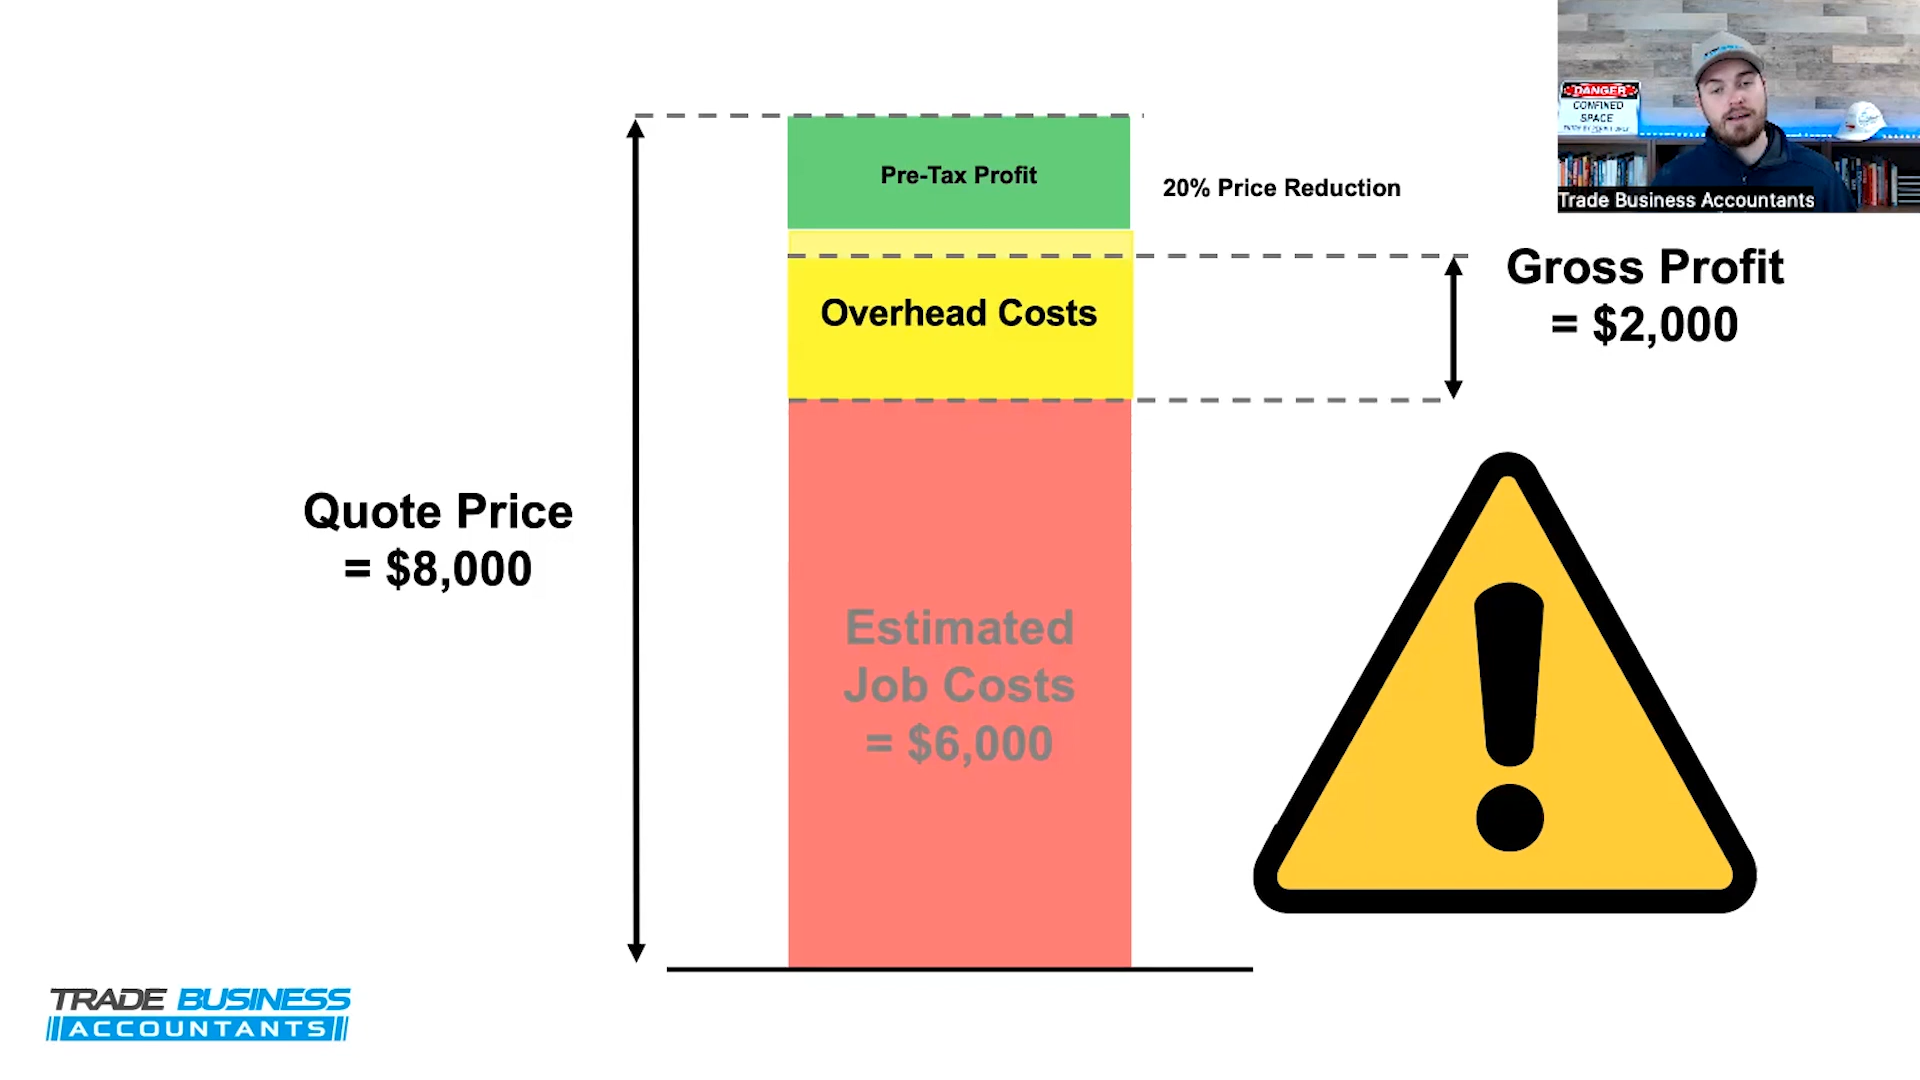 DANGER
CONFINED
SPACE
Trade Business Accountants
Pre-Tax Profit
20% Price Reduction
Gross Profit
= $2,000
Overhead Costs
Quote Price
= $8,000
Estimated
Job Costs
= $6,000
TRADE BUSINESS
ACCOUNTANTS